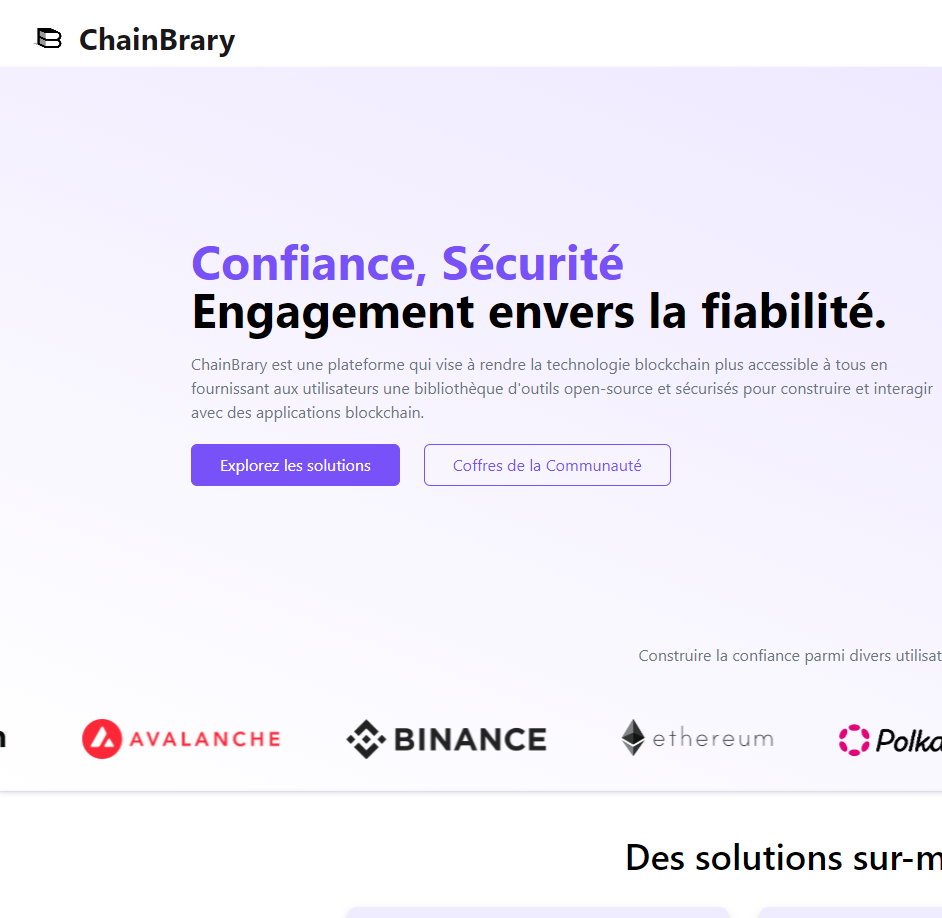 ChainBrary
Confiance, Sécurité
Engagement envers la fiabilité.
ChainBrary est une plateforme qui vise à rendre la technologie blockchain plus accessible à tous en
fournissant aux utilisateurs une bibliothèque d'outils open-source et sécurisés pour construire et interagir
avec des applications blockchain.
Explorez les solutions
Coffres de la Communauté
Construire la confiance parmi divers utilisat
AVALANCHE
BINANCE
ethereum
Polka
Des solutions sur-m